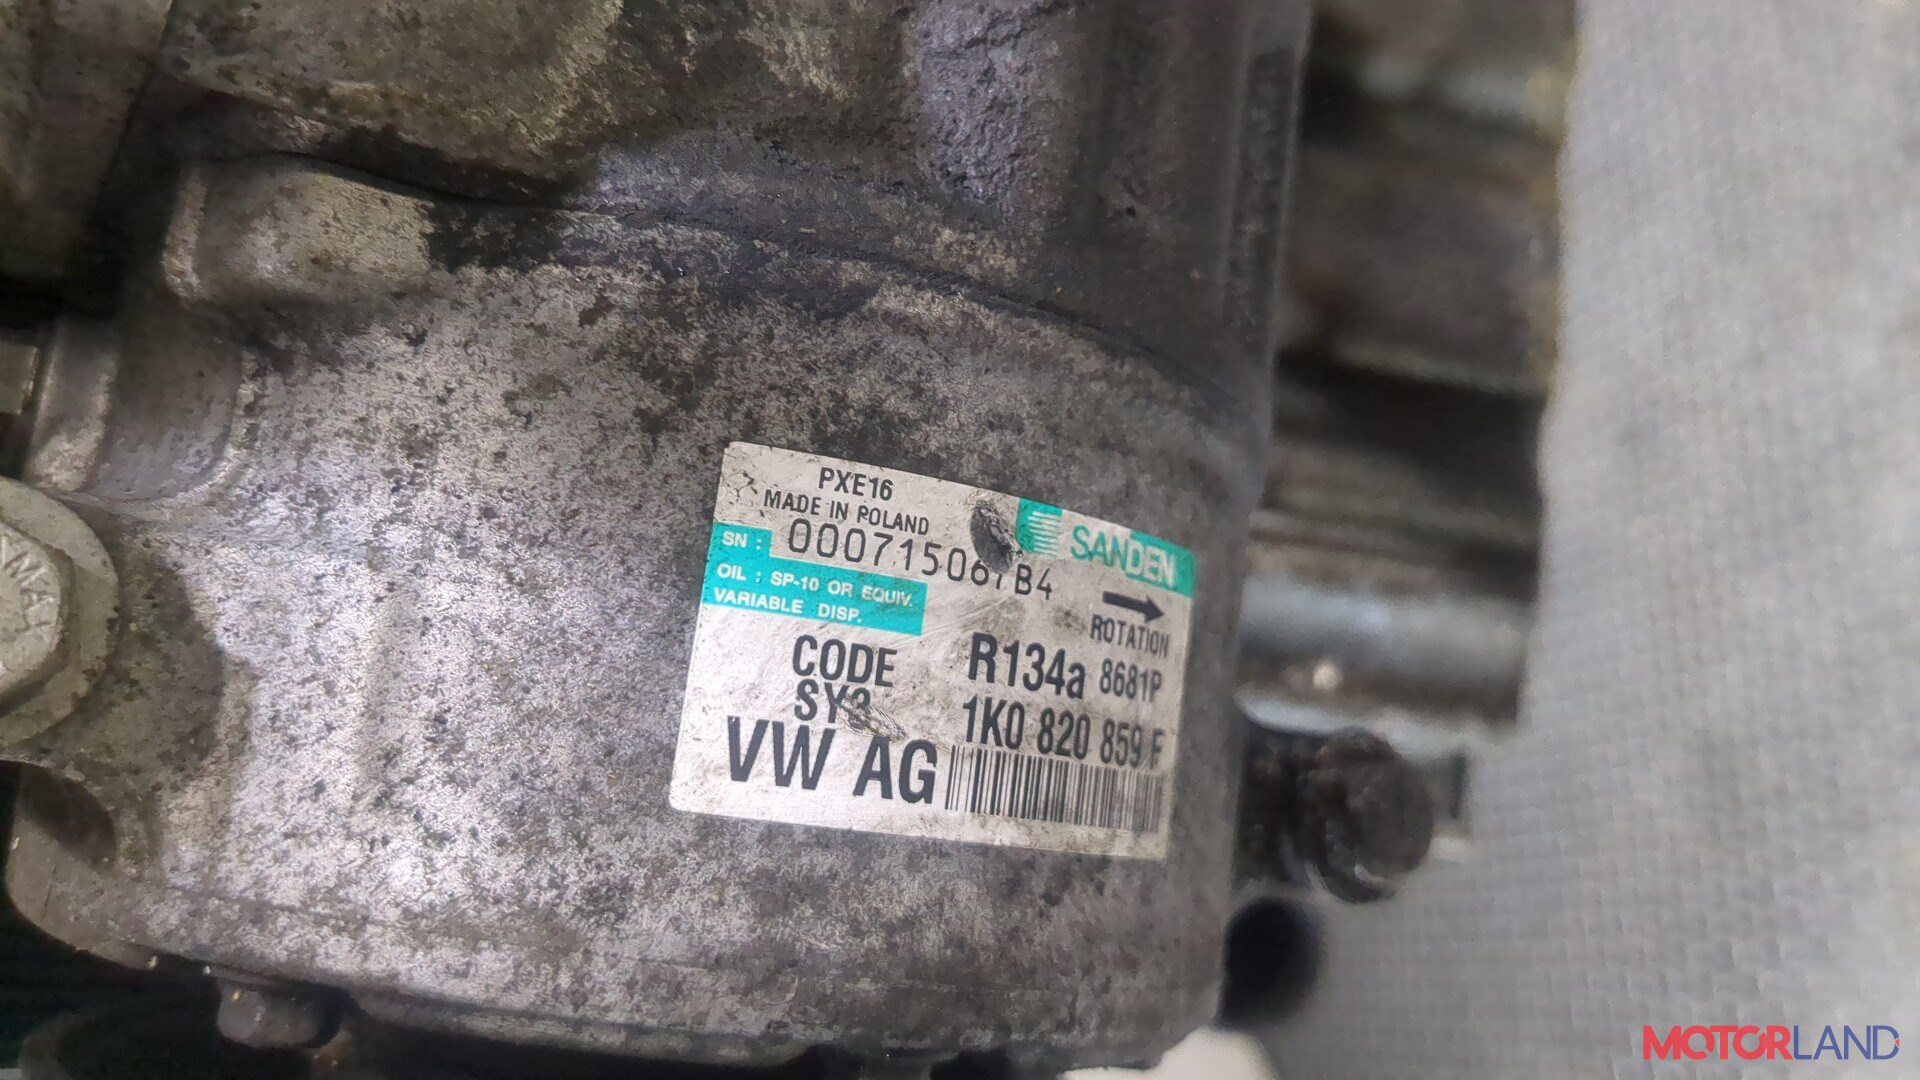 PXE16
MADE IN POLAND
SANDEN
SN :
OIL : SP-10 OR EQUIV.
VARIABLE DISP.
ROTATION
CODE
R134a 8681P
1K0 820 859 F
VW AG
MOTORLAND